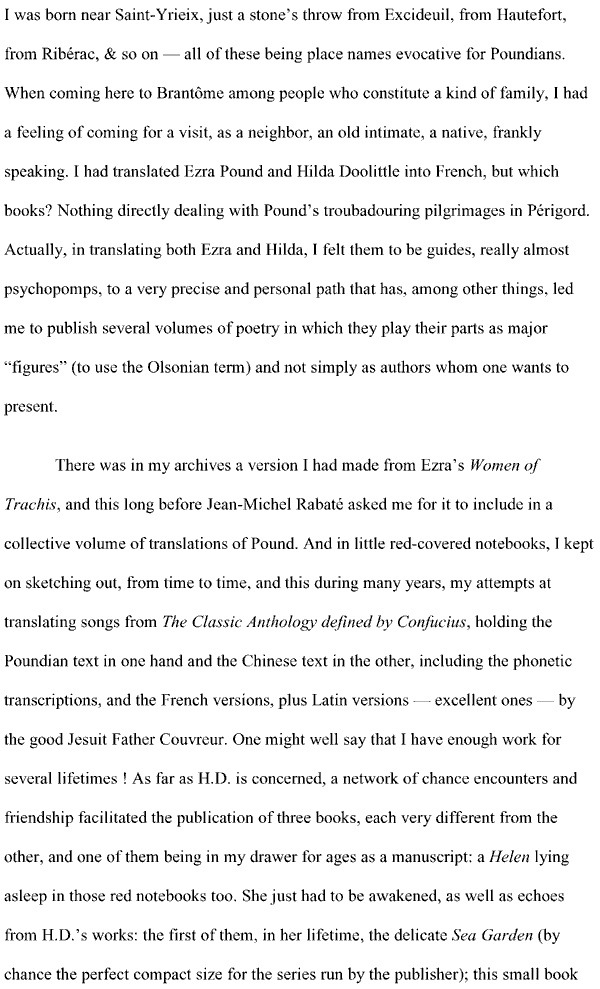 I was born near Saint-Yrieix, just a stone’s throw from Excideuil, from Hautefort,
from Ribérac, & so on — all of these being place names evocative for Poundians.
When coming here to Brantôme among people who constitute a kind of family, I had
a feeling of coming for a visit, as a neighbor, an old intimate, a native, frankly
speaking. I had translated Ezra Pound and Hilda Doolittle into French, but which
books? Nothing directly dealing with Pound’s troubadouring pilgrimages in Périgord.
Actually, in translating both Ezra and Hilda, I felt them to be guides, really almost
psychopomps, to a very precise and personal path that has, among other things, led
me to publish several volumes of poetry in which they play their parts as major
“figures” (to use the Olsonian term) and not simply as authors whom one wants to
present.
There was in my archives a version I had made from Ezra’s Women of
Trachis, and this long before Jean-Michel Rabaté asked me for it to include in a
collective volume of translations of Pound. And in little red-covered notebooks, I kept
on sketching out, from time to time, and this during many years, my attempts at
translating songs from The Classic Anthology defined by Confucius, holding the
Poundian text in one hand and the Chinese text in the other, including the phonetic
transcriptions, and the French versions, plus Latin versions — excellent ones — by
the good Jesuit Father Couvreur. One might well say that I have enough work for
several lifetimes ! As far as H.D. is concerned, a network of chance encounters and
friendship facilitated the publication of three books, each very different from the
other, and one of them being in my drawer for ages as a manuscript: a Helen lying
asleep in those red notebooks too. She just had to be awakened, as well as echoes
from H.D.’s works: the first of them, in her lifetime, the delicate Sea Garden (by
chance the perfect compact size for the series run by the publisher); this small book